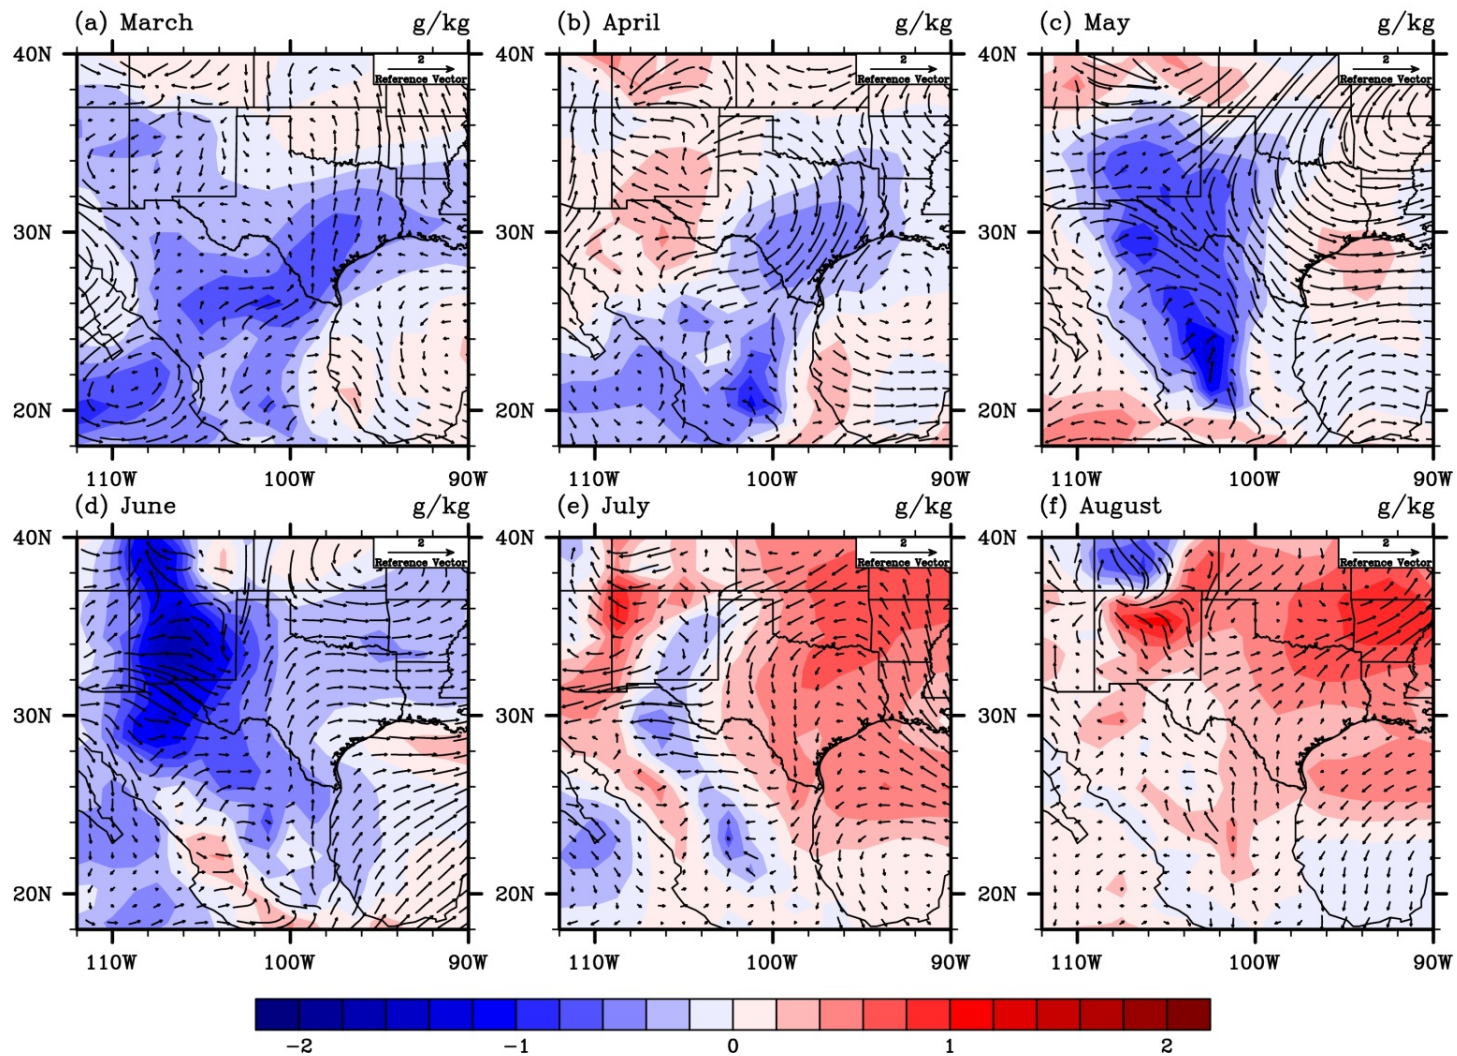 (a) March g/kg
(b) April g/kg
(c) May g/kg
40N 40N 40N
2 2 2
Reference Vector Reference Vector Reference Vector
30N 30N 30N
20N 20N 20N
110W 100W 90W 110W 100W 90W 110W 100W 90W
(d) June g/kg
(e) July g/kg
(f) August g/kg
40N 40N 40N
2 2 2
Reference Vector Reference Vector Reference Vector
30N 30N 30N
20N 20N 20N
110W 100W 90W 110W 100W 90W 110W 100W 90W
-2 -1 0 1 2